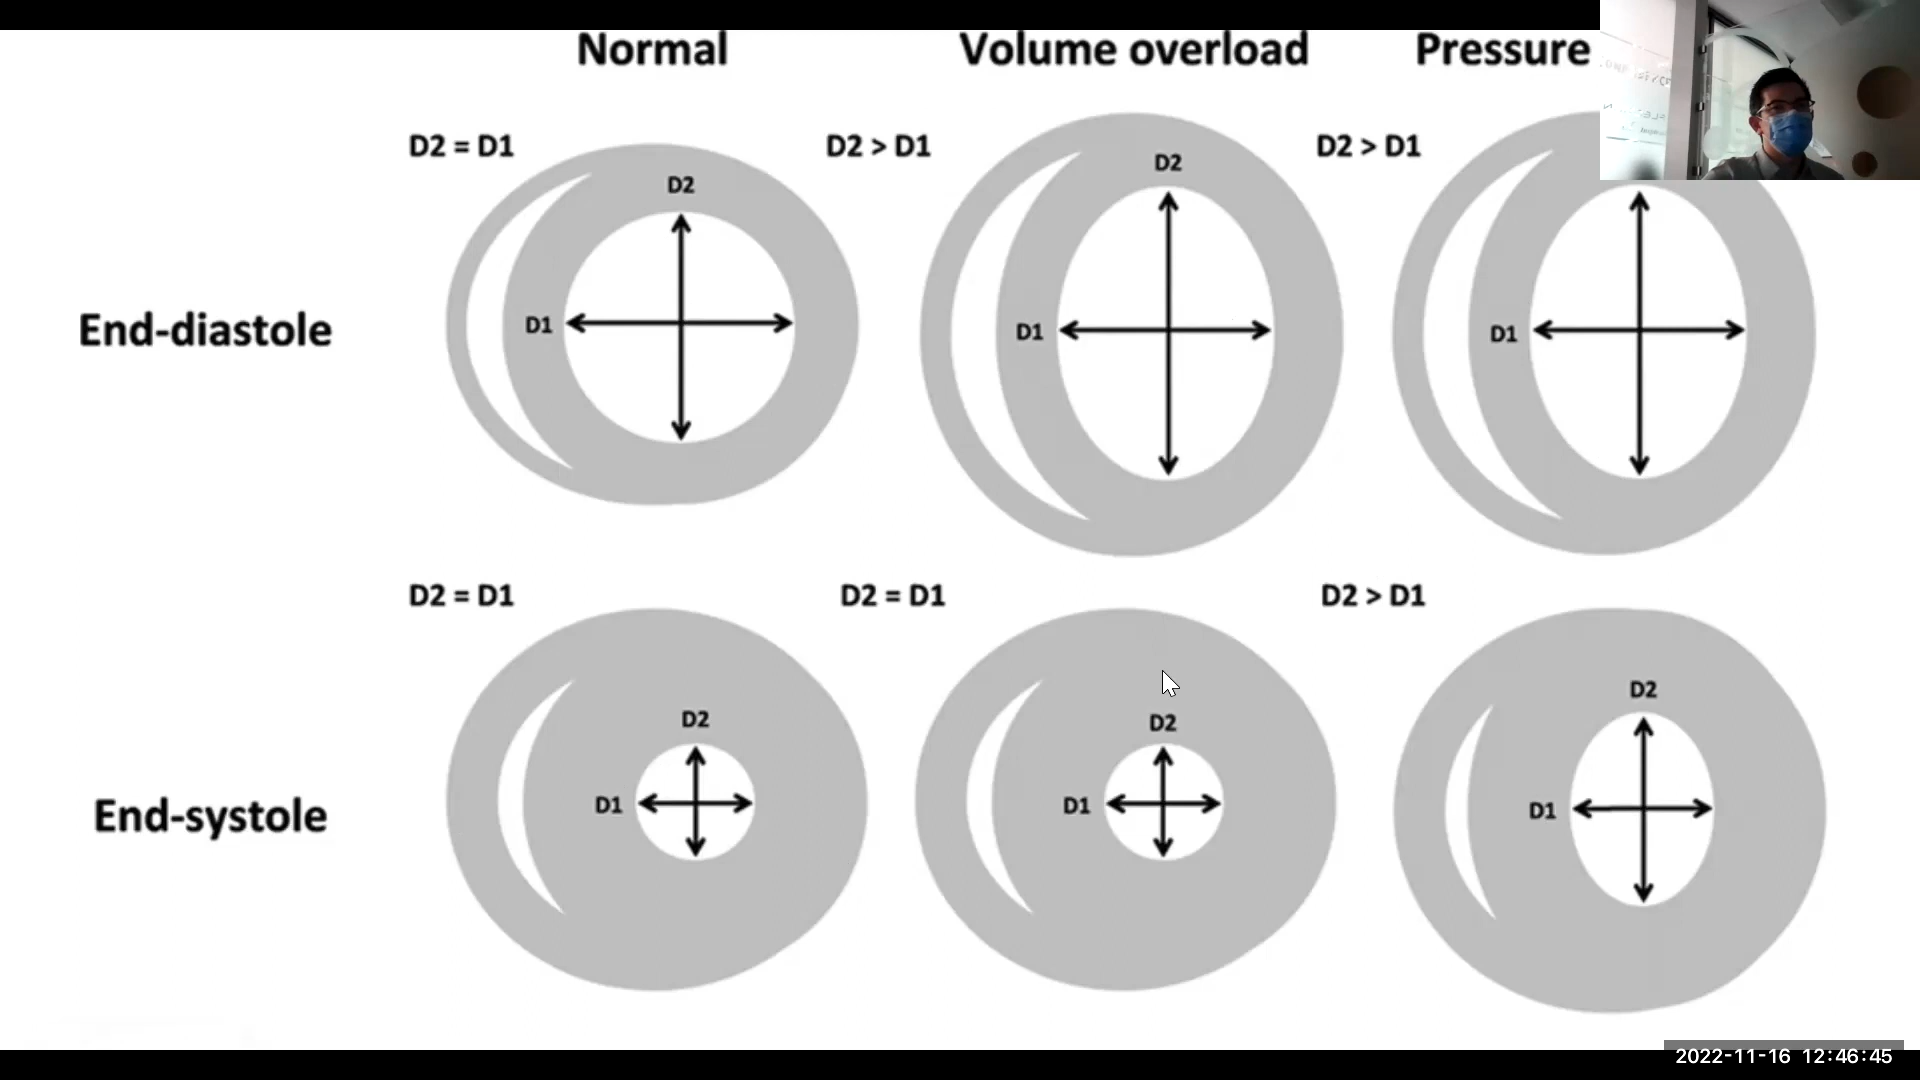 Normal Volume overload Pressure
D2 = D1 D2 > D1 D2 > D1
D2 D2
End-diastole D1 D1 D1
D2 = D1 D2 = D1 D2 > D1
D2 D2 D2
End-systole D1 D1 D1
2022-11-16 12:46:45